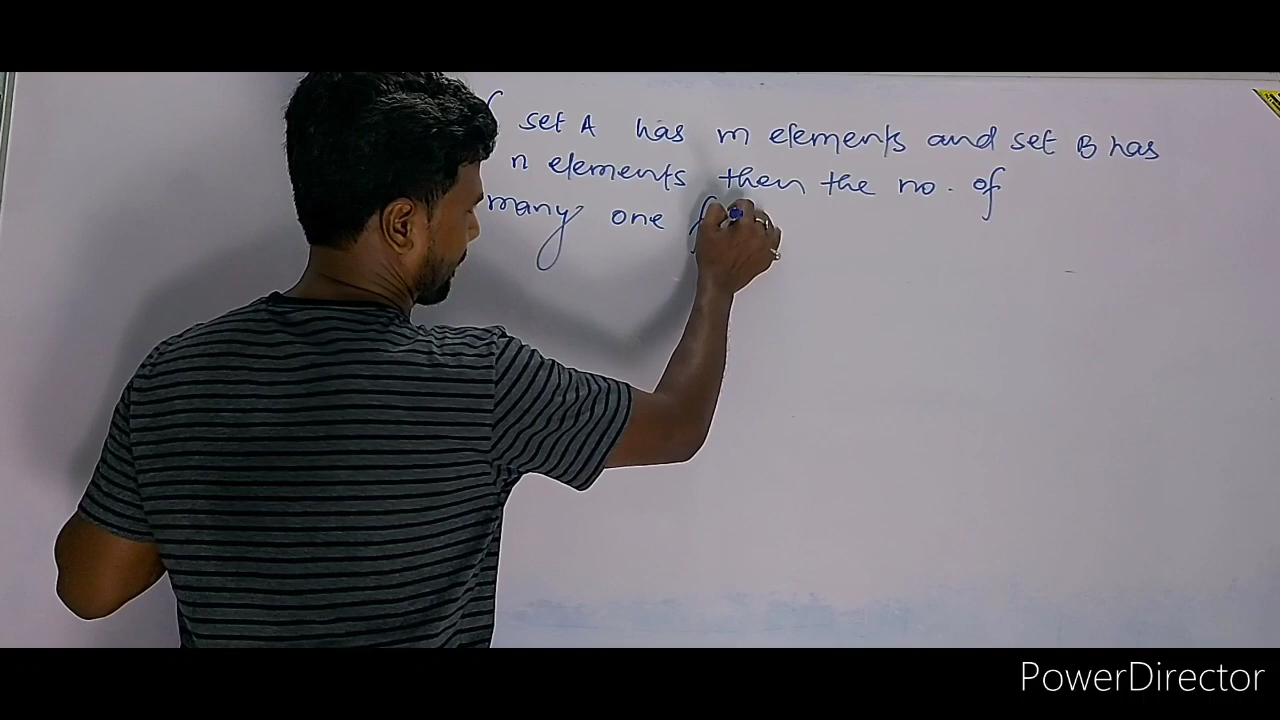 set A has m elements and set B has
n elements then the no. of
many one f
PowerDirector